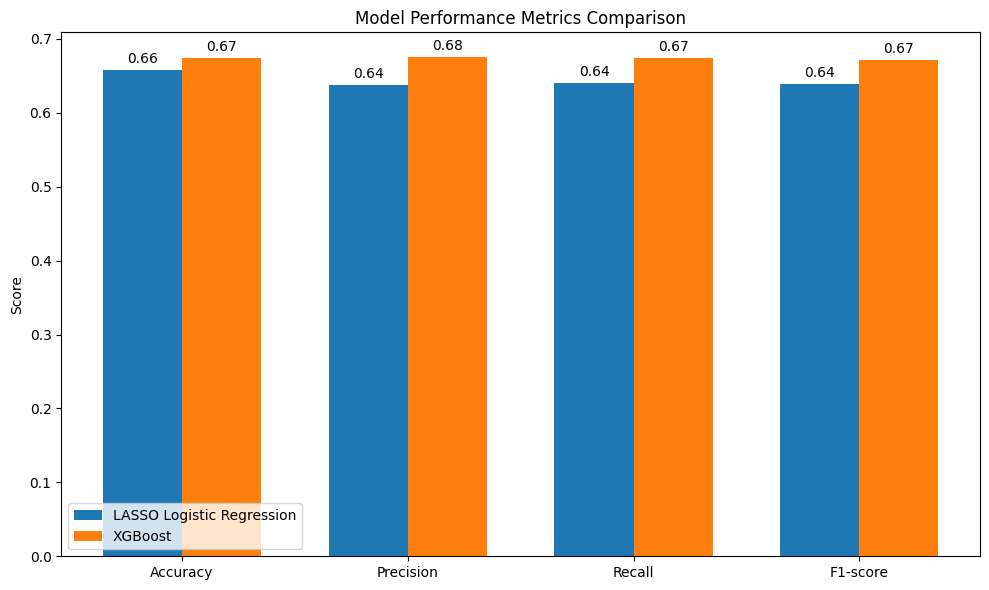 Model Performance Metrics Comparison
0.7
0.6
0.5
0.4
0.3
0.2
0.1
0.0
Score
0.66
0.67
0.64
0.68
0.64
0.67
0.64
0.67
LASSO Logistic Regression
XGBoost
Accuracy
Precision
Recall
F1-score